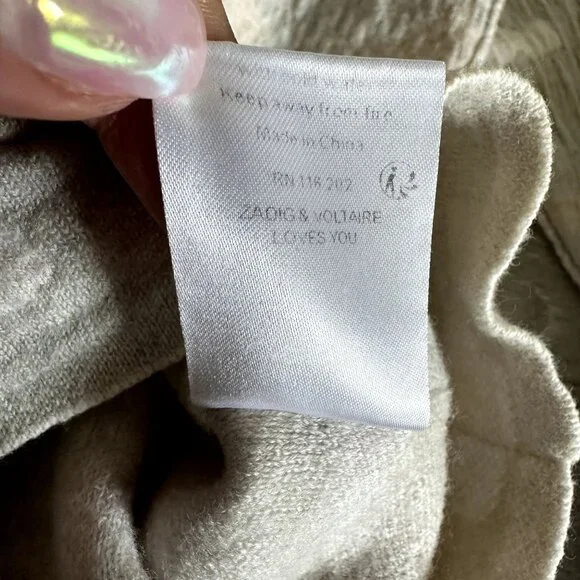 Keep away from fire
Made in China
RN 116 202
ZADIG & VOLTAIRE
LOVES YOU